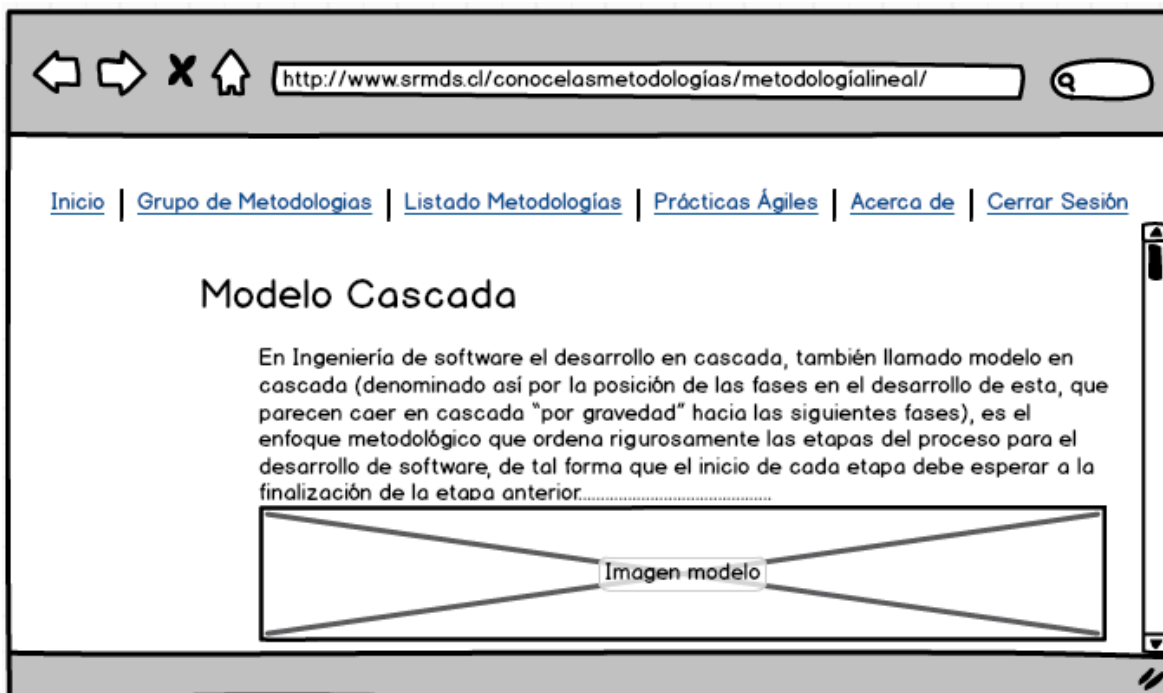 http://www.srmds.cl/conocelasmetodologías/metodologíalineal/
Inicio | Grupo de Metodologias | Listado Metodologías | Prácticas Ágiles | Acerca de | Cerrar Sesión
Modelo Cascada
En Ingeniería de software el desarrollo en cascada, también llamado modelo en
cascada (denominado así por la posición de las fases en el desarrollo de esta, que
parecen caer en cascada “por gravedad” hacia las siguientes fases), es el
enfoque metodológico que ordena rigurosamente las etapas del proceso para el
desarrollo de software, de tal forma que el inicio de cada etapa debe esperar a la
finalización de la etapa anterior...............................................
Imagen modelo